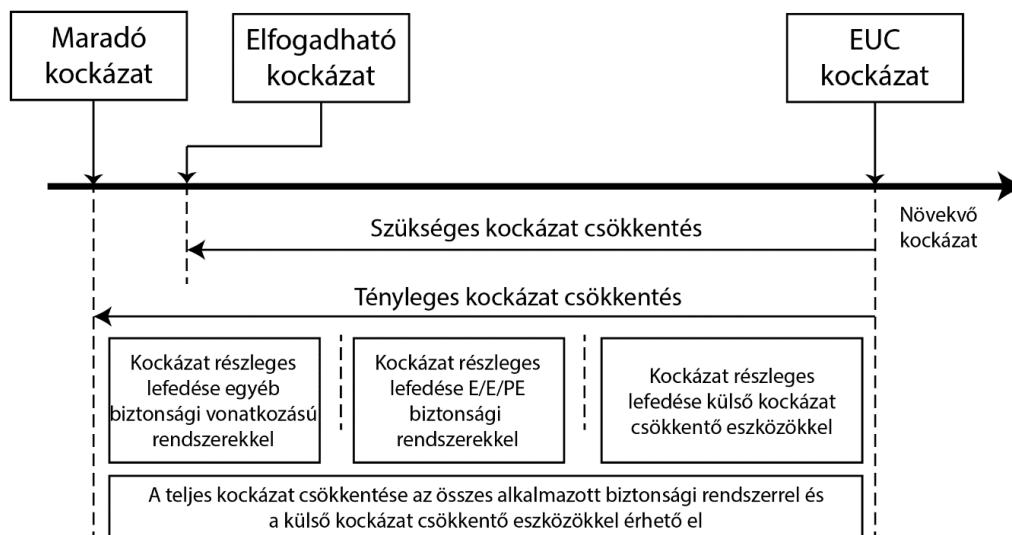 Maradó
kockázat
Elfogadható
kockázat
EUC
kockázat
Növekvő
kockázat
Szükséges kockázat csökkentés
Tényleges kockázat csökkentés
Kockázat részleges
lefedése egyéb
biztonsági vonatkozású
rendszerekkel
Kockázat részleges
lefedése E/E/PE
biztonsági
rendszerekkel
Kockázat részleges
lefedése külső kockázat
csökkentő eszközökkel
A teljes kockázat csökkentése az összes alkalmazott biztonsági rendszerrel és
a külső kockázat csökkentő eszközökkel érhető el